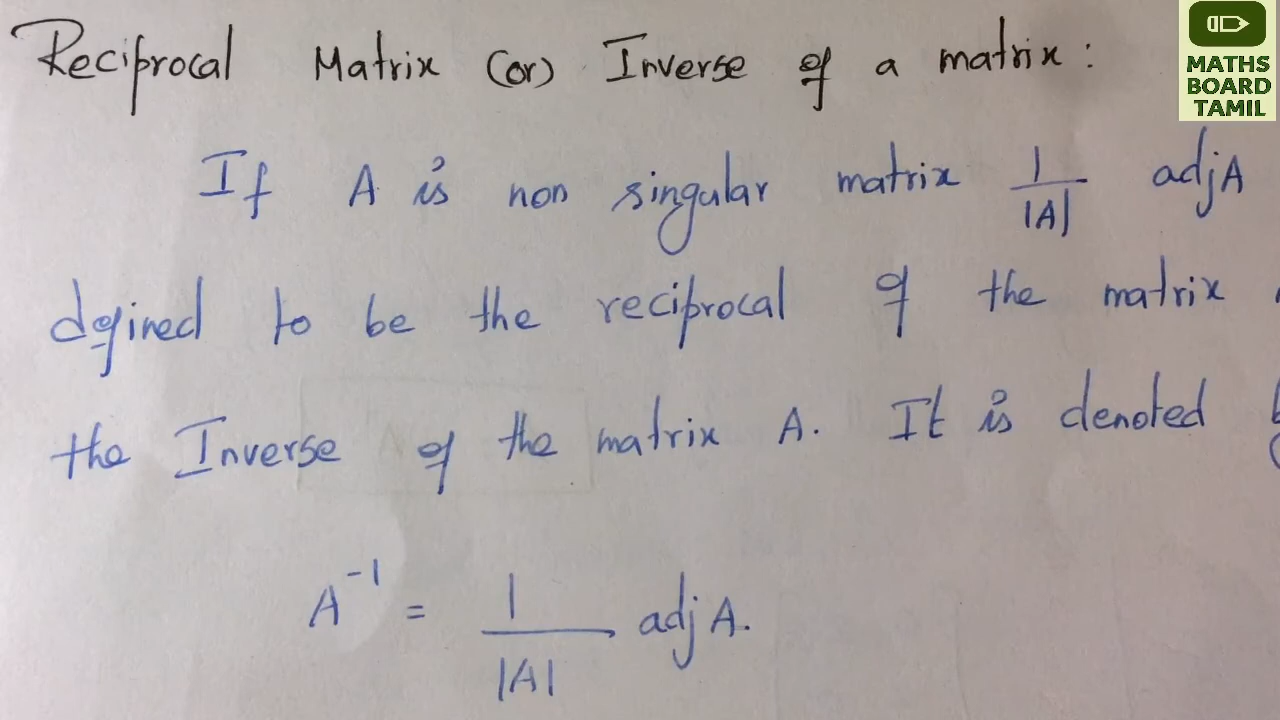 Reciprocal Matrix (or) Inverse of a matrix :
MATHS
BOARD
TAMIL
If A is non singular matrix 1/|A| adjA
defined to be the reciprocal of the matrix
the Inverse of the matrix A. It is denoted
A⁻¹ = 1/|A| adj A.